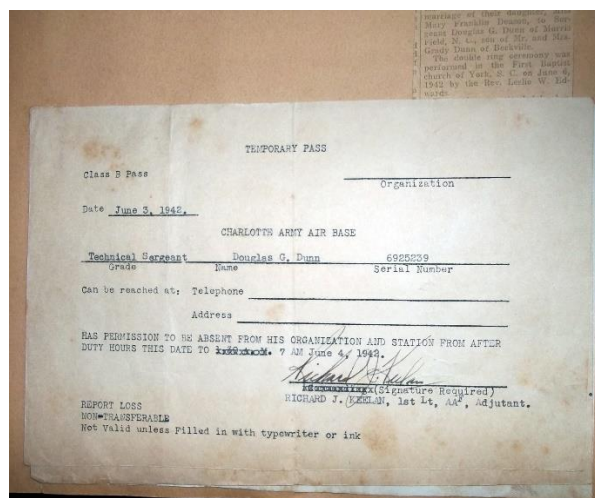 marriage of their daughter, Miss
Mary Franklin Deason, to Ser-
geant Douglas G. Dunn of Morris
Field, N. C., son of Mr. and Mrs.
Grady Dunn of Beckville.
The double ring ceremony was
performed in the First Baptist
church of York, S. C. on June 6,
1942 by the Rev. Leslie W. Ed-
wards.
TEMPORARY PASS
Class B Pass
Organization
Date June 3, 1942.
CHARLOTTE ARMY AIR BASE
Technical Sergeant Douglas G. Dunn 6925239
Grade Name Serial Number
Can be reached at: Telephone
Address
HAS PERMISSION TO BE ABSENT FROM HIS ORGANIZATION AND STATION FROM AFTER
DUTY HOURS THIS DATE TO 7 AM June 4, 1942.
Richard J. Keelan
(Signature Required)
RICHARD J. KEELAN, 1st Lt, AAF, Adjutant.
REPORT LOSS
NON-TRANSFERABLE
Not Valid unless Filled in with typewriter or ink